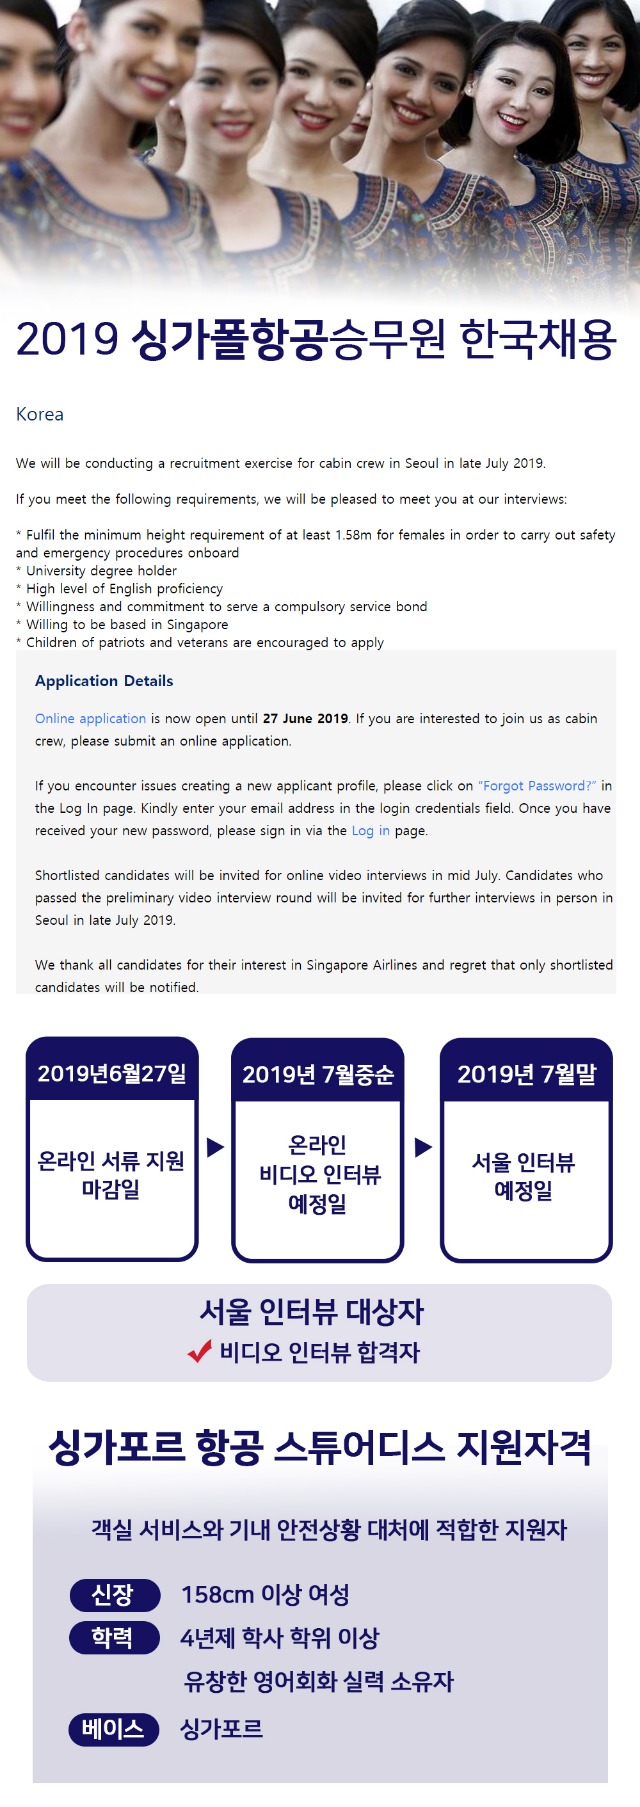 2019 싱가폴항공승무원 한국채용
Korea
We will be conducting a recruitment exercise for cabin crew in Seoul in late July 2019.
If you meet the following requirements, we will be pleased to meet you at our interviews:
* Fulfil the minimum height requirement of at least 1.58m for females in order to carry out safety
and emergency procedures onboard
* University degree holder
* High level of English proficiency
* Willingness and commitment to serve a compulsory service bond
* Willing to be based in Singapore
* Children of patriots and veterans are encouraged to apply
Application Details
Online application is now open until 27 June 2019. If you are interested to join us as cabin
crew, please submit an online application.
If you encounter issues creating a new applicant profile, please click on “Forgot Password?” in
the Log In page. Kindly enter your email address in the login credentials field. Once you have
received your new password, please sign in via the Log in page.
Shortlisted candidates will be invited for online video interviews in mid July. Candidates who
passed the preliminary video interview round will be invited for further interviews in person in
Seoul in late July 2019.
We thank all candidates for their interest in Singapore Airlines and regret that only shortlisted
candidates will be notified.
2019년6월27일
온라인 서류 지원
마감일
2019년 7월중순
온라인
비디오 인터뷰
예정일
2019년 7월말
서울 인터뷰
예정일
서울 인터뷰 대상자
비디오 인터뷰 합격자
싱가포르 항공 스튜어디스 지원자격
객실 서비스와 기내 안전상황 대처에 적합한 지원자
신장 158cm 이상 여성
학력 4년제 학사 학위 이상
유창한 영어회화 실력 소유자
베이스 싱가포르